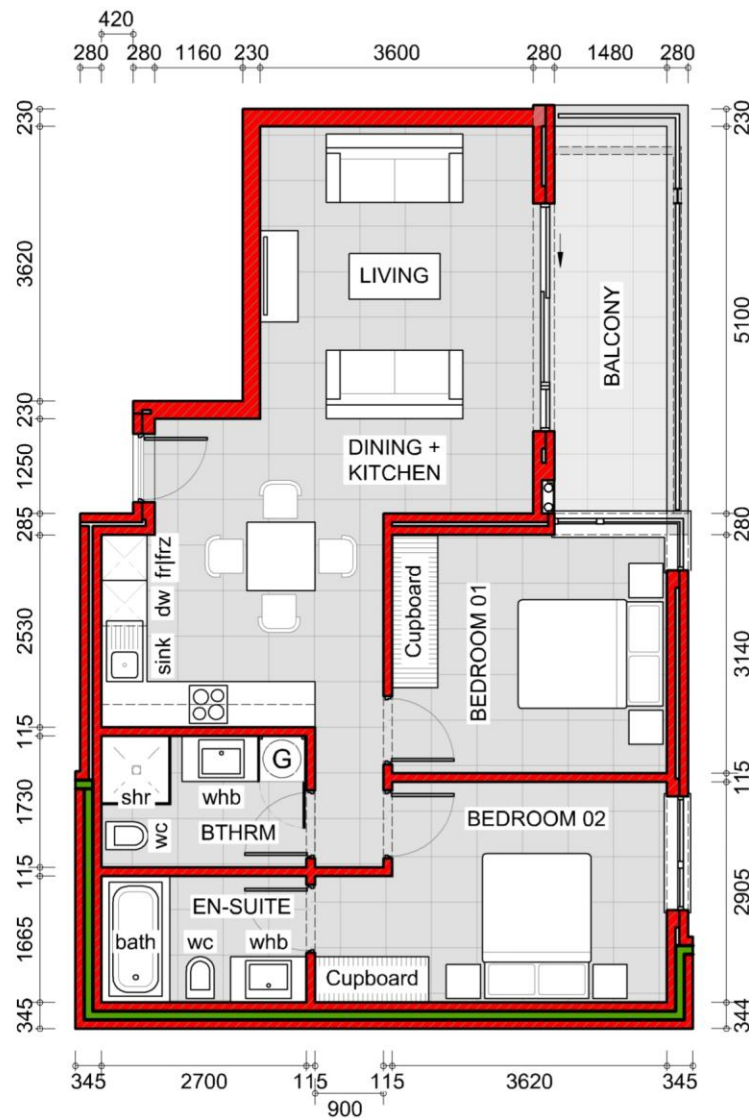 420
280
280
1160
230
3600
280
1480
280
230
3620
230
1250
285
2530
115
1730
115
1665
345
230
5100
280
3140
115
2905
344
LIVING
BALCONY
DINING +
KITCHEN
fr|frz
dw
sink
Cupboard
BEDROOM 01
G
shr
whb
wc
BTHRM
BEDROOM 02
EN-SUITE
bath
wc
whb
Cupboard
345
2700
115
115
3620
345
900